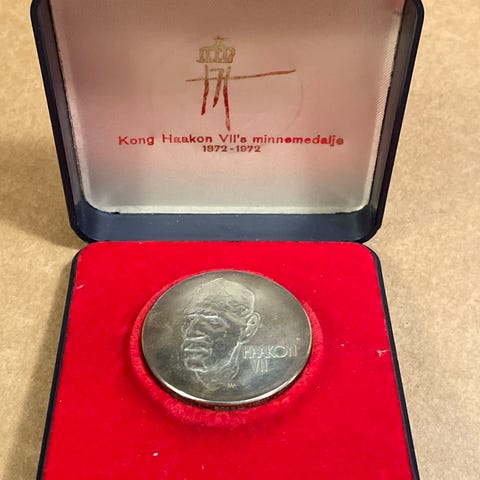 Kong Haakon VII's minnemedalje
1872-1972
HAAKON
VII